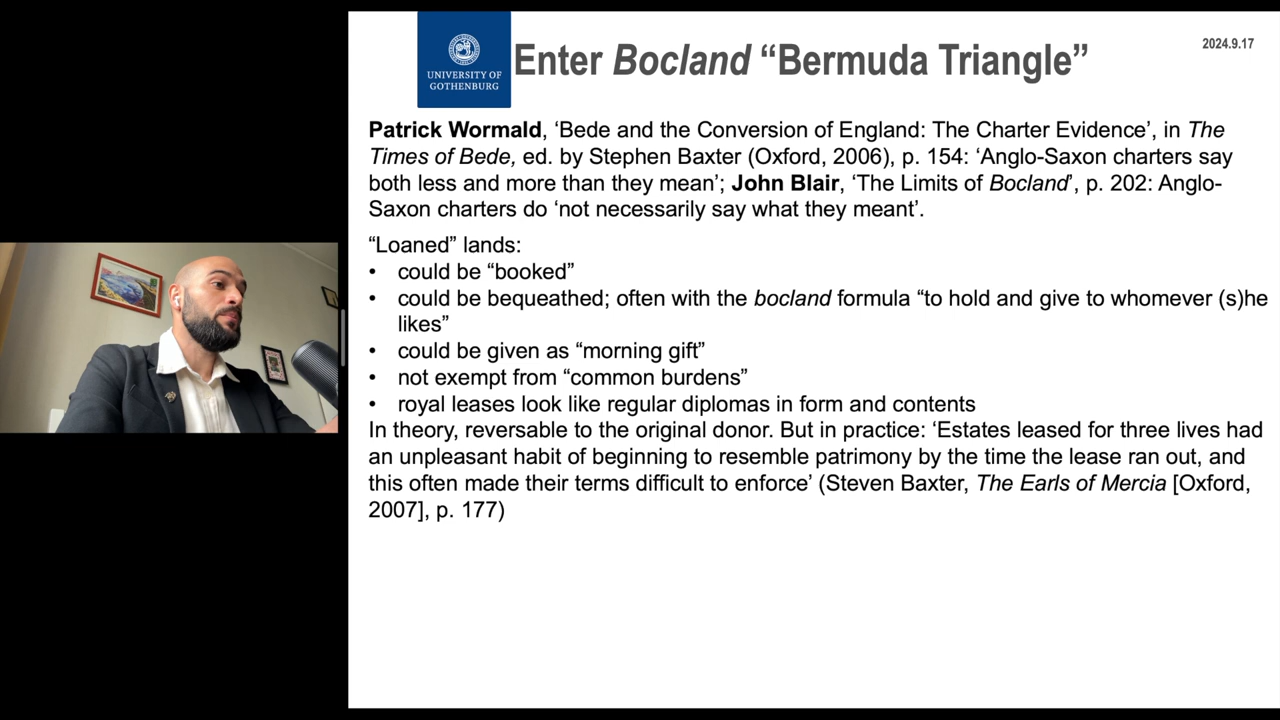 UNIVERSITY OF
GOTHENBURG
Enter Bocland “Bermuda Triangle”
2024.9.17
Patrick Wormald, ‘Bede and the Conversion of England: The Charter Evidence’, in The
Times of Bede, ed. by Stephen Baxter (Oxford, 2006), p. 154: ‘Anglo-Saxon charters say
both less and more than they mean’; John Blair, ‘The Limits of Bocland’, p. 202: Anglo-
Saxon charters do ‘not necessarily say what they meant’.
“Loaned” lands:
• could be “booked”
• could be bequeathed; often with the bocland formula “to hold and give to whomever (s)he
likes”
• could be given as “morning gift”
• not exempt from “common burdens”
• royal leases look like regular diplomas in form and contents
In theory, reversable to the original donor. But in practice: ‘Estates leased for three lives had
an unpleasant habit of beginning to resemble patrimony by the time the lease ran out, and
this often made their terms difficult to enforce’ (Steven Baxter, The Earls of Mercia [Oxford,
2007], p. 177)